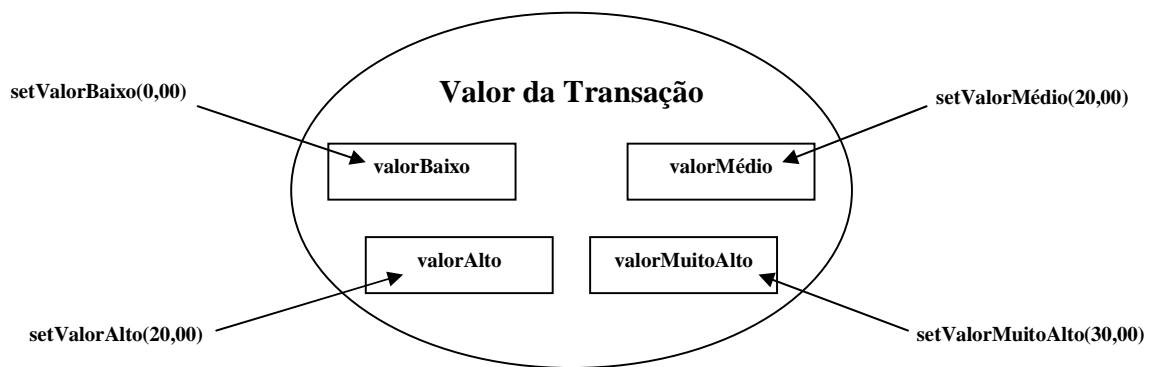 Valor da Transação
setValorBaixo(0,00)
setValorMédio(20,00)
valorBaixo
valorMédio
valorAlto
valorMuitoAlto
setValorAlto(20,00)
setValorMuitoAlto(30,00)